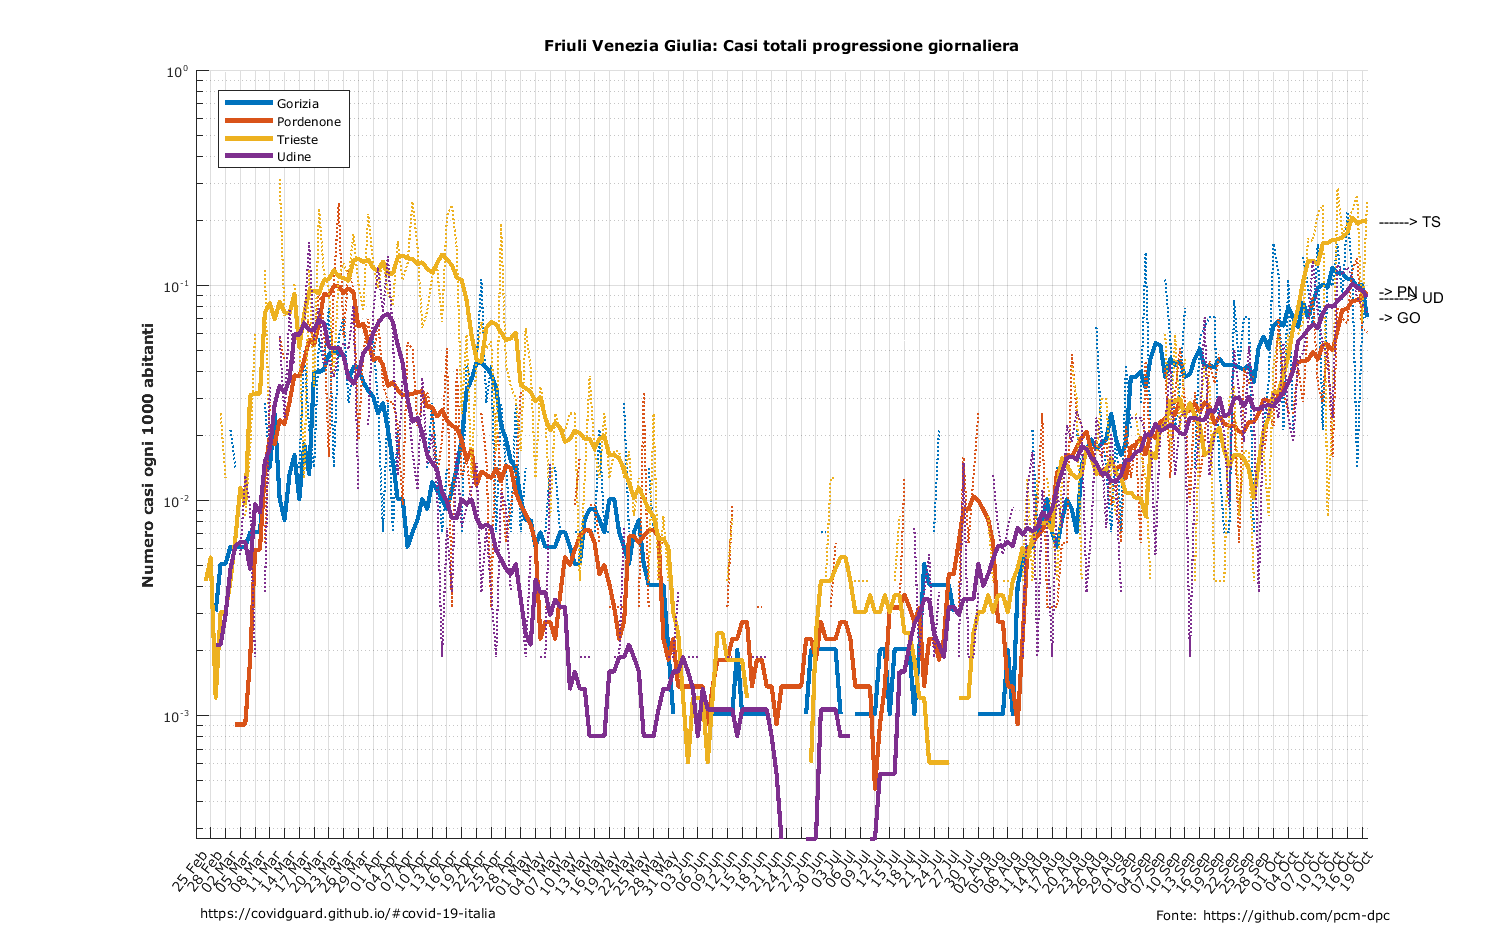 Friuli Venezia Giulia: Casi totali progressione giornaliera
10⁰
10⁻¹
10⁻²
10⁻³
Numero casi ogni 1000 abitanti
Gorizia
Pordenone
Trieste
Udine
------> TS
-> PN
------> UD
-> GO
25 Feb
28 Feb
02 Mar
05 Mar
08 Mar
11 Mar
14 Mar
17 Mar
20 Mar
23 Mar
26 Mar
29 Mar
01 Apr
04 Apr
07 Apr
10 Apr
13 Apr
16 Apr
19 Apr
22 Apr
25 Apr
28 Apr
01 May
04 May
07 May
10 May
13 May
16 May
19 May
22 May
25 May
28 May
31 May
03 Jun
06 Jun
09 Jun
12 Jun
15 Jun
18 Jun
21 Jun
24 Jun
27 Jun
30 Jun
03 Jul
06 Jul
09 Jul
12 Jul
15 Jul
18 Jul
21 Jul
24 Jul
27 Jul
30 Jul
02 Aug
05 Aug
08 Aug
11 Aug
14 Aug
17 Aug
20 Aug
23 Aug
26 Aug
29 Aug
01 Sep
04 Sep
07 Sep
10 Sep
13 Sep
16 Sep
19 Sep
22 Sep
25 Sep
28 Sep
01 Oct
04 Oct
07 Oct
10 Oct
13 Oct
16 Oct
19 Oct
https://covidguard.github.io/#covid-19-italia
Fonte: https://github.com/pcm-dpc